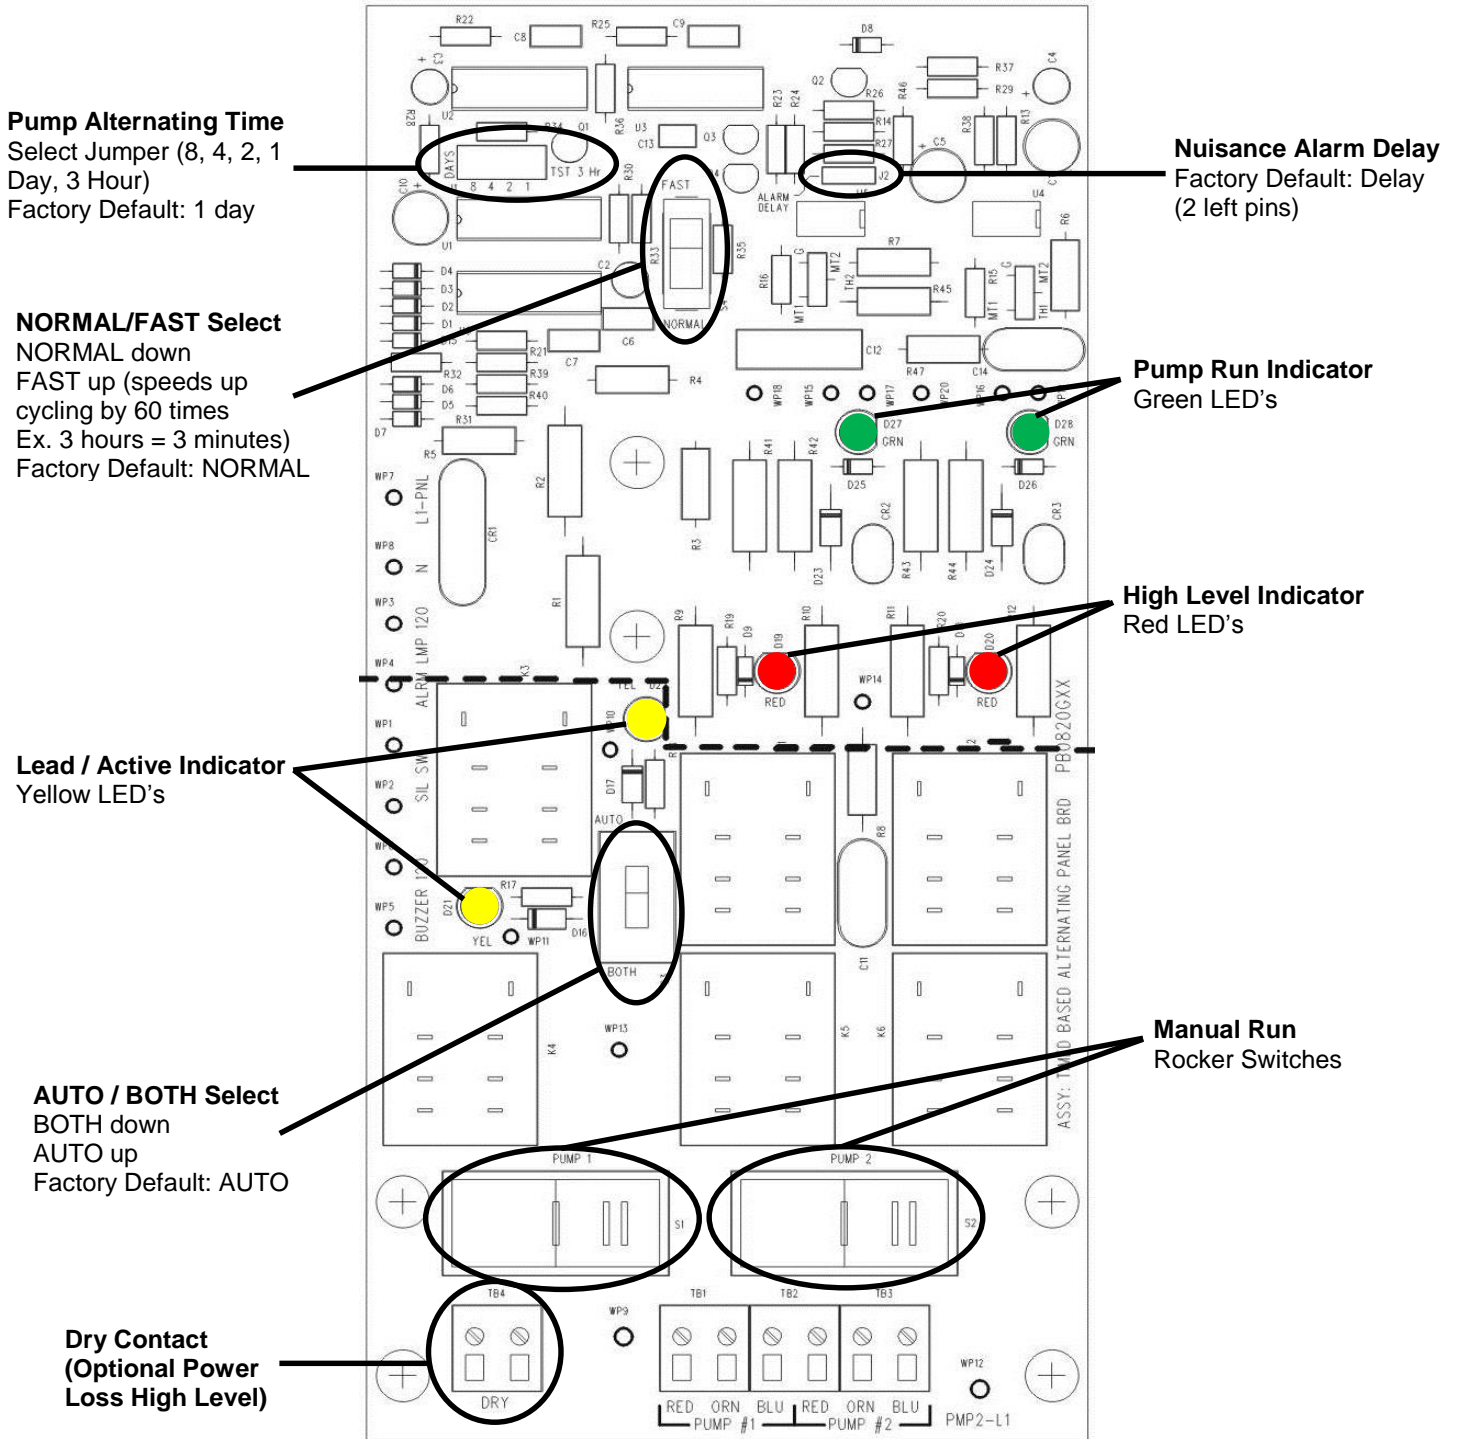 Pump Alternating Time
Select Jumper (8, 4, 2, 1
Day, 3 Hour)
Factory Default: 1 day
NORMAL/FAST Select
NORMAL down
FAST up (speeds up
cycling by 60 times
Ex. 3 hours = 3 minutes)
Factory Default: NORMAL
Lead / Active Indicator
Yellow LED's
AUTO / BOTH Select
BOTH down
AUTO up
Factory Default: AUTO
Dry Contact
(Optional Power
Loss High Level)
Nuisance Alarm Delay
Factory Default: Delay
(2 left pins)
Pump Run Indicator
Green LED's
High Level Indicator
Red LED's
Manual Run
Rocker Switches
R22
C8
R25
C9
D8
C3
C4
R37
R29
Q2
R26
R46
R23
R24
R28
U2
R34
Q1
R36
U3
C13
Q3
R14
R27
R38
R13
C5
DAYS
8 4 2 1
TST 3 Hr
R30
FAST
J2
ALARM
DELAY
U4
C10
U1
R33
R35
C2
NORMAL
R16
G
MT2
MT1
TH2
R7
R45
R15
G
MT2
MT1
TH1
R6
D4
D3
D2
D1
R21
R32
R39
D6
D5
R40
D7
C7
C6
R4
C12
R47
C14
WP18
WP15
WP17
WP20
WP16
R31
R5
R2
D27
GRN
D28
GRN
R41
R42
D25
D26
WP7
L1-PNL
CR1
R3
CR2
CR3
WP8
N
D23
R43
R44
D24
WP3
R1
R9
R19
D9
D19
R10
R11
R20
D20
WP4
ALRM LMP 120
K3
YEL
RED
WP14
RED
WP10
WP1
SIL SW
WP2
D17
AUTO
R8
BUZZER 120
WP5
D21
YEL
R17
D16
WP11
BOTH
C11
PB0820GXX
ASSY: TIMED BASED ALTERNATING PANEL BRD
K4
WP13
K5
K6
PUMP 1
PUMP 2
S1
S2
TB4
DRY
WP9
TB1
TB2
TB3
RED ORN BLU RED ORN BLU
PUMP #1 PUMP #2
WP12
PMP2-L1